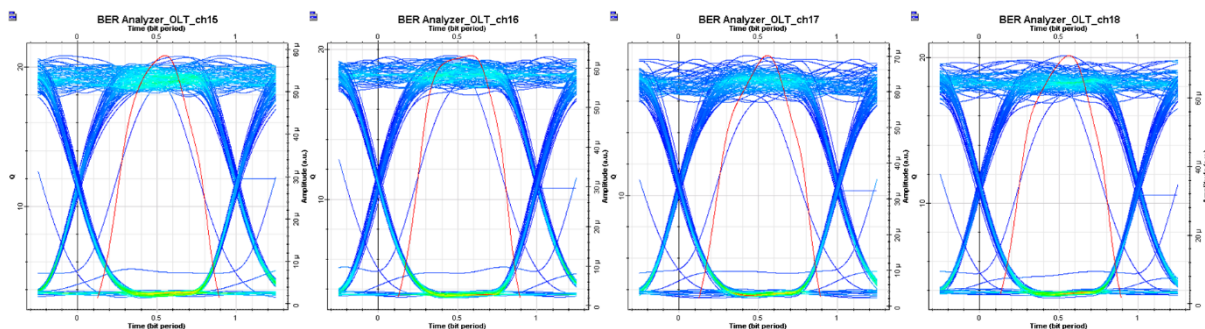 BER Analyzer_OLT_ch15
Time (bit period)
0 0.5 1
Q
20
10
Amplitude (a.u.)
60 µ
50 µ
40 µ
30 µ
20 µ
10 µ
0
0 0.5 1
Time (bit period)
BER Analyzer_OLT_ch16
Time (bit period)
0 0.5 1
Q
20
10
Amplitude (a.u.)
60 µ
50 µ
40 µ
30 µ
20 µ
10 µ
0
0 0.5 1
Time (bit period)
BER Analyzer_OLT_ch17
Time (bit period)
0 0.5 1
Q
20
10
Amplitude (a.u.)
70 µ
60 µ
50 µ
40 µ
30 µ
20 µ
10 µ
0
0 0.5 1
Time (bit period)
BER Analyzer_OLT_ch18
Time (bit period)
0 0.5 1
Q
20
10
Amplitude (a.u.)
60 µ
40 µ
20 µ
0
0 0.5 1
Time (bit period)